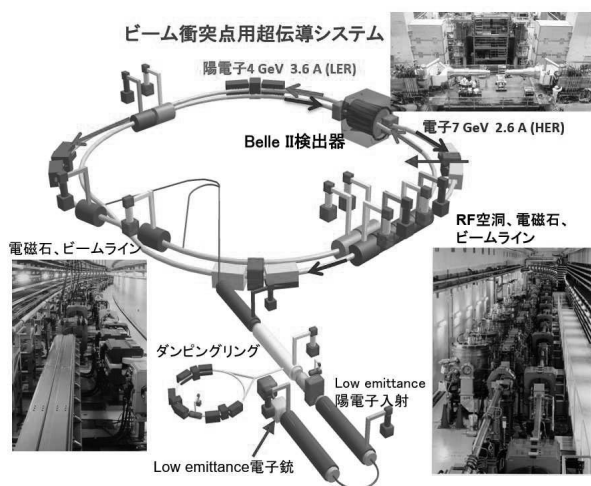 ビーム衝突点用超伝導システム
陽電子4 GeV 3.6 A (LER)
電子7 GeV 2.6 A (HER)
Belle II検出器
RF空洞、電磁石、
ビームライン
電磁石、ビームライン
ダンピングリング
Low emittance
陽電子入射
Low emittance電子銃